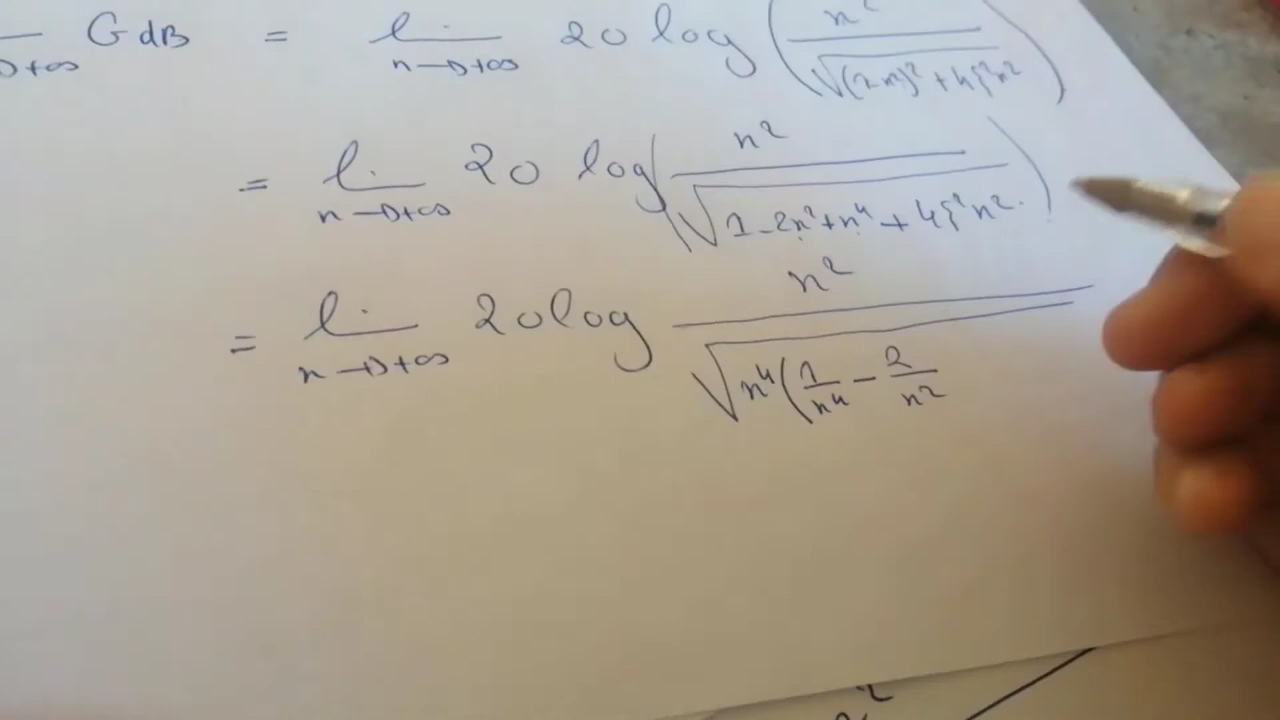 G dB = lim n→+∞ 20 log (n² / √((1-n²)² + 4ξ²n²))
= lim n→+∞ 20 log (n² / √(1-2n²+n⁴+4ξ²n²))
= lim n→+∞ 20 log n² / √(n⁴(1/n⁴ - 2/n²